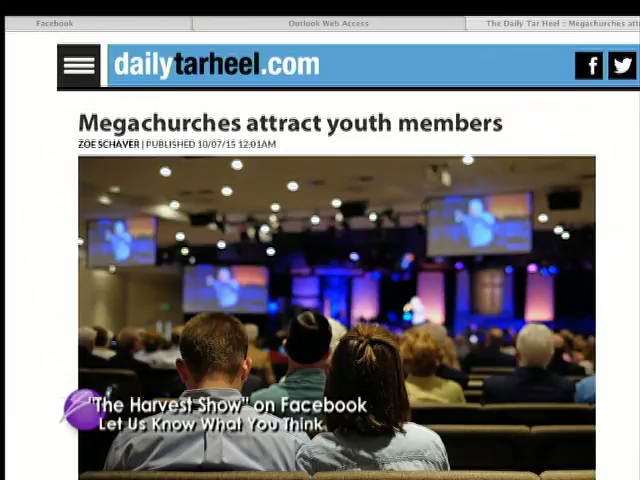 Facebook
Outlook Web Access
The Daily Tar Heel :: Megachurches
dailytarheel.com
Megachurches attract youth members
ZOE SCHAVER | PUBLISHED 10/07/15 12:01AM
"The Harvest Show" on Facebook
Let Us Know What You Think